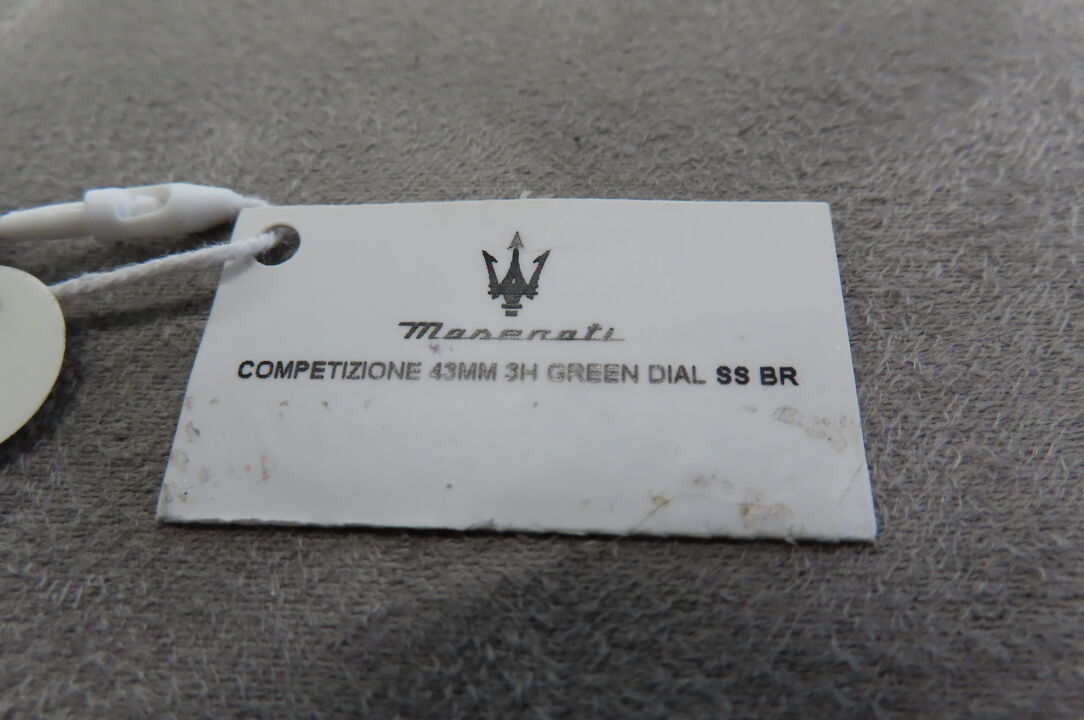 Maserati
COMPETIZIONE 43MM 3H GREEN DIAL SS BR